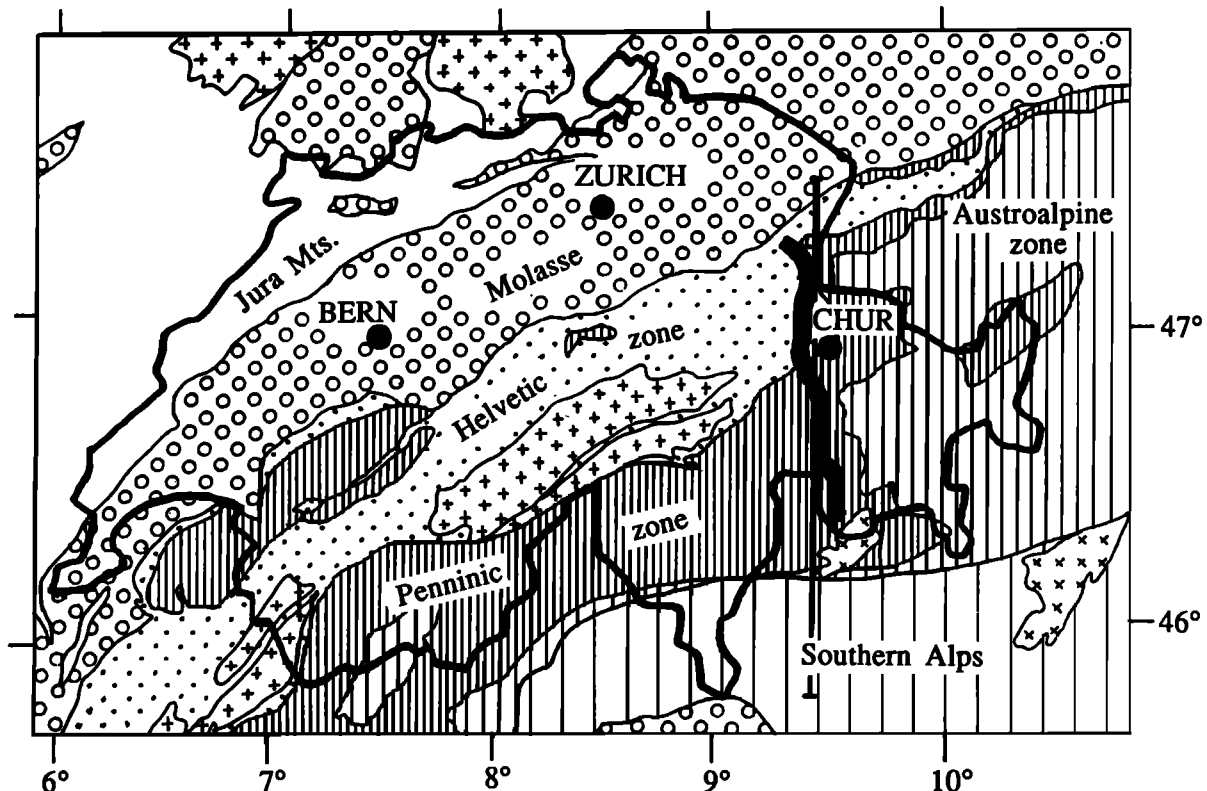 ZURICH
Austroalpine
zone
Jura Mts.
Molasse
BERN
CHUR
47°
zone
Helvetic
zone
Penninic
46°
Southern Alps
6°
7°
8°
9°
10°